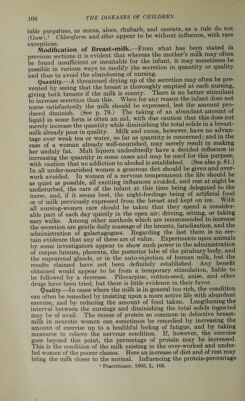 106 THE DISEASES OF CHILDREN
table purgatives, as senna, aloes, rhubarb, and cascara, as a rule do not
(Gow).¹ Chloroform and ether appear to be without influence, with rare
exceptions.
Modification of Breast-milk.—From what has been stated in
previous sections it is evident that whereas the mother's milk may often
be found insufficient or unsuitable for the infant, it may sometimes be
possible in various ways to modify the secretion in quantity or quality
and thus to avoid the abandoning of nursing.
Quantity.—A threatened drying up of the secretion may often be pre-
vented by seeing that the breast is thoroughly emptied at each nursing,
giving both breasts if the milk is scanty. There is no better stimulant
to increase secretion than this. When for any reason the infant does not
nurse satisfactorily the milk should be expressed, lest the amount pro-
duced diminish. (See p. 79.) The taking of an abundance of
liquid in some form is often an aid, with due caution that this does not
merely increase the quantity while diminishing the total solids in a breast-
milk already poor in quality. Milk and cocoa, however, have no advan-
tage over weak tea or water, so far as quantity is concerned; and in the
case of a woman already well-nourished, may merely result in making
her unduly fat. Malt liquors undoubtedly have a decided influence in
increasing the quantity in some cases and may be used for this purpose,
with caution that no addiction to alcohol is established. (See also p. 81.)
In all under-nourished women a generous diet should be given and over-
work avoided. In women of a nervous temperament the life should be
as quiet as possible, all exciting influences avoided, and rest at night be
undisturbed, the care of the infant at this time being delegated to the
nurse, and, if it is young, any night-feedings being of artificial food
or of milk previously expressed from the breast and kept on ice. With
all nursing-women care should be taken that they spend a consider-
able part of each day quietly in the open air; driving, sitting, or taking
easy walks. Among other methods which are recommended to increase
the secretion are gentle daily massage of the breasts, faradization, and the
administration of galactagogues. Regarding the last there is no cer-
tain evidence that any of these are of value. Experiments upon animals
by some investigators appear to show such power in the administration
of corpus luteum, placenta, the posterior lobe of the pituitary body, and
the suprarenal glands, or in the auto-injection of human milk, but the
results claimed have not been definitely established. Any benefit
obtained would appear to be from a temporary stimulation, liable to
be followed by a decrease. Pilocarpine, cotton-seed, anise, and other
drugs have been tried, but there is little evidence in their favor.
Quality.—In cases where the milk is in general too rich, the condition
can often be remedied by insisting upon a more active life with abundant
exercise, and by reducing the amount of food taken. Lengthening the
interval between the nursings and diminishing the total solids ingested
may be of avail. The excess of protein so common in defective breast-
milk in neurotic women can sometimes be remedied by increasing the
amount of exercise up to a healthful feeling of fatigue, and by taking
measures to relieve the nervous condition. If, however, the exercise
goes beyond this point, the percentage of protein may be increased.
This is the condition of the milk existing in the over-worked and under-
fed women of the poorer classes. Here an increase of diet and of rest may
bring the milk closer to the normal. Influencing the protein-percentage
¹ Practitioner, 1893, L, 168.